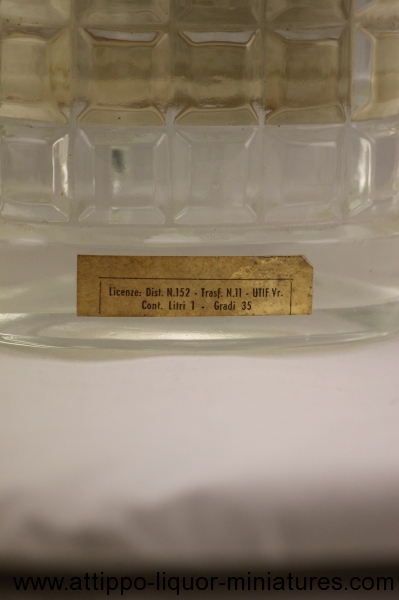 Licenze: Dist. N.152 - Trasf. N.11 - UTIF.Vr.
Cont. Litri 1 - Gradi 35
www.attippo-liquor-miniatures.com